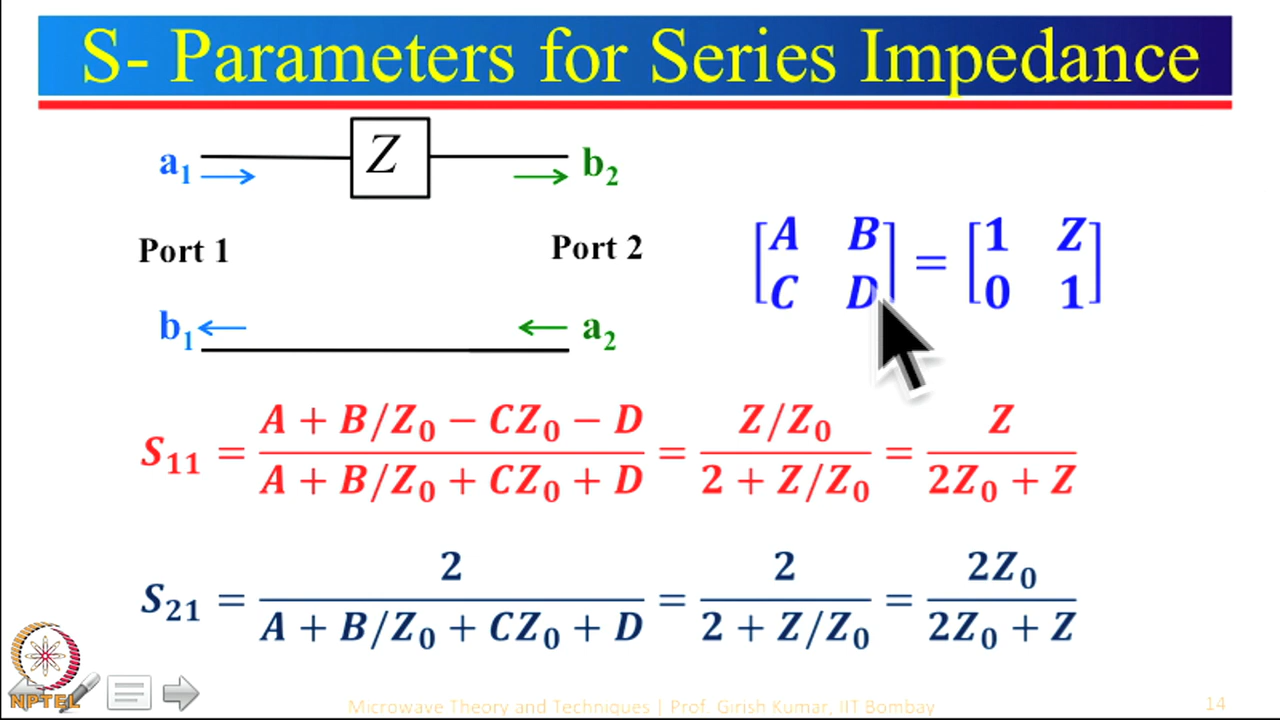 S- Parameters for Series Impedance
a₁ Z b₂
Port 1 Port 2
b₁ a₂
[A B; C D] = [1 Z; 0 1]
S₁₁ = (A + B/Z₀ − CZ₀ − D)/(A + B/Z₀ + CZ₀ + D) = (Z/Z₀)/(2 + Z/Z₀) = Z/(2Z₀ + Z)
S₂₁ = 2/(A + B/Z₀ + CZ₀ + D) = 2/(2 + Z/Z₀) = 2Z₀/(2Z₀ + Z)
NPTEL
Microwave Theory and Techniques | Prof. Girish Kumar, IIT Bombay 14